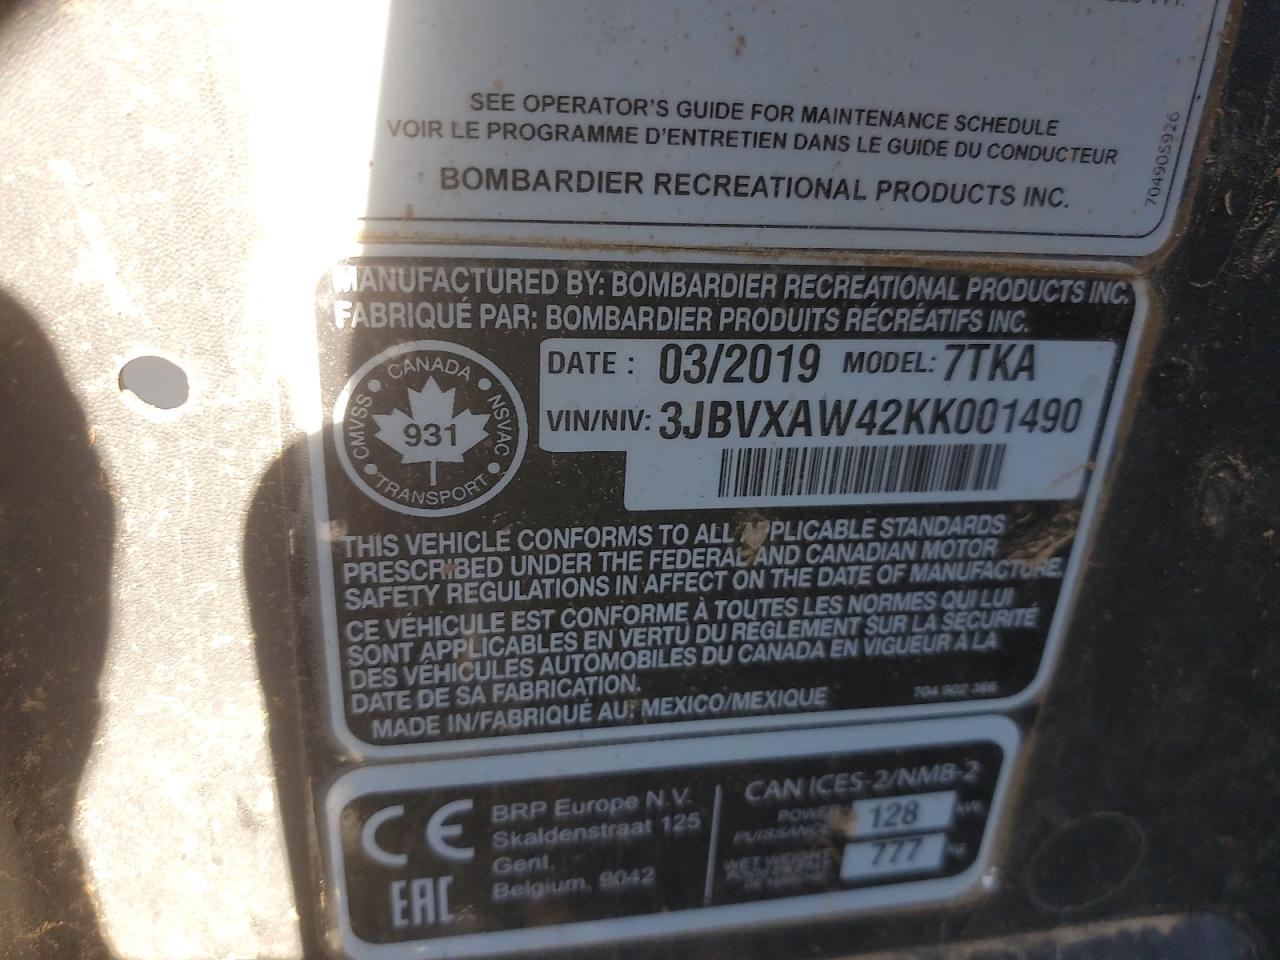 SEE OPERATOR'S GUIDE FOR MAINTENANCE SCHEDULE
VOIR LE PROGRAMME D'ENTRETIEN DANS LE GUIDE DU CONDUCTEUR
BOMBARDIER RECREATIONAL PRODUCTS INC.
704905926
MANUFACTURED BY: BOMBARDIER RECREATIONAL PRODUCTS INC.
FABRIQUÉ PAR: BOMBARDIER PRODUITS RÉCRÉATIFS INC.
CANADA
CMVSS
931
NSVAC
TRANSPORT
DATE : 03/2019 MODEL: 7TKA
VIN/NIV: 3JBVXAW42KK001490
THIS VEHICLE CONFORMS TO ALL APPLICABLE STANDARDS
PRESCRIBED UNDER THE FEDERAL AND CANADIAN MOTOR
SAFETY REGULATIONS IN AFFECT ON THE DATE OF MANUFACTURE.
CE VÉHICULE EST CONFORME À TOUTES LES NORMES QUI LUI
SONT APPLICABLES EN VERTU DU RÈGLEMENT SUR LA SÉCURITÉ
DES VÉHICULES AUTOMOBILES DU CANADA EN VIGUEUR À LA
DATE DE SA FABRICATION.
MADE IN/FABRIQUÉ AU: MEXICO/MEXIQUE
704 902 366
CE
EAC
BRP Europe N.V.
Skaldenstraat 125
Gent,
Belgium, 9042
CAN ICES-2/NMB-2
POWER
PUISSANCE
128 kW
WET WEIGHT
777